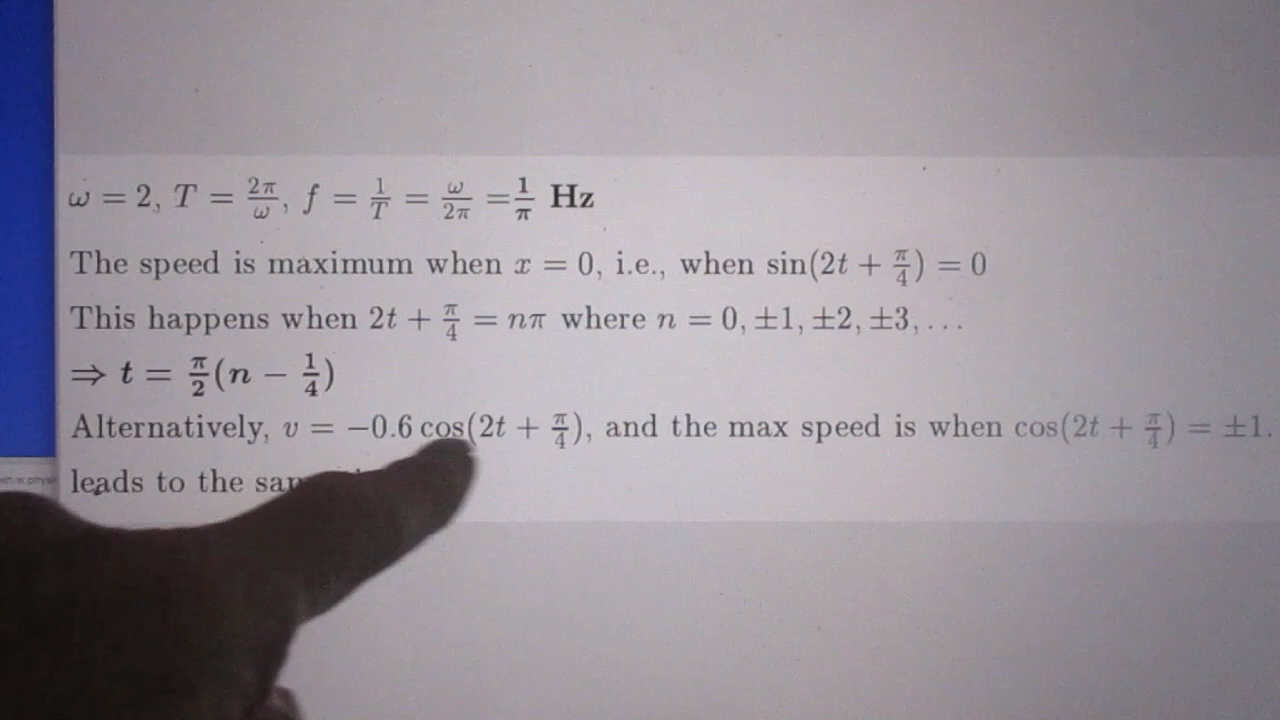 ω = 2, T = 2π/ω, f = 1/T = ω/2π = 1/π Hz
The speed is maximum when x = 0, i.e., when sin(2t + π/4) = 0
This happens when 2t + π/4 = nπ where n = 0, ±1, ±2, ±3, ...
⇒ t = π/2(n − 1/4)
Alternatively, v = −0.6 cos(2t + π/4), and the max speed is when cos(2t + π/4) = ±1.
leads to the